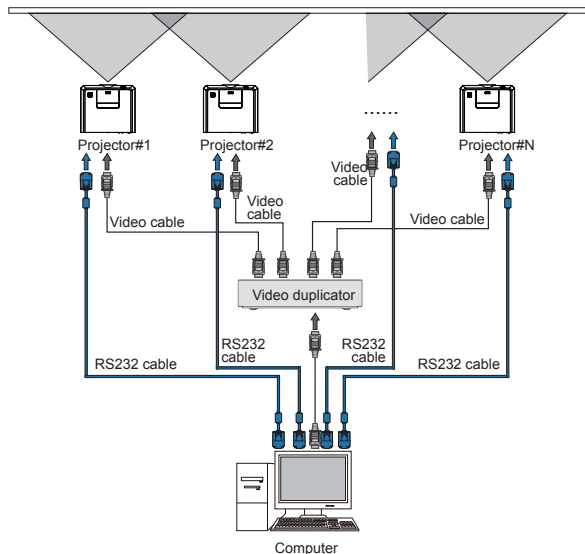 ......
Projector#1
Projector#2
Projector#N
Video
cable
Video
cable
Video cable
Video cable
Video duplicator
RS232
cable
RS232
cable
RS232 cable
RS232 cable
Computer